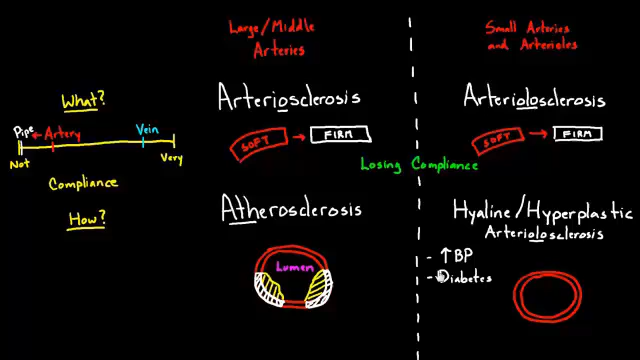 Large/Middle
Arteries
Small Arteries
and Arterioles
What?
Arteriosclerosis
Arteriolosclerosis
Pipe
Artery
Vein
SOFT
FIRM
SOFT
FIRM
Not
Very
Losing Compliance
Compliance
How?
Atherosclerosis
Hyaline/Hyperplastic
Arteriolosclerosis
Lumen
- ↑ BP
- Diabetes